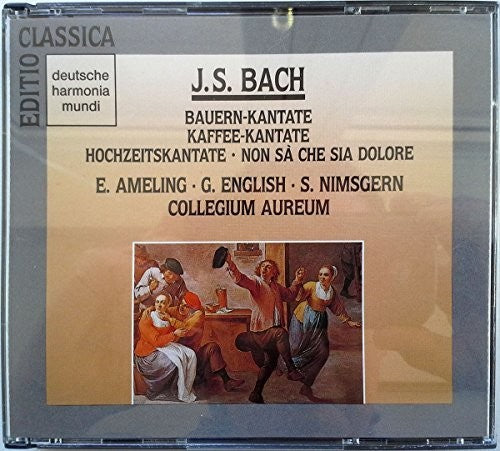 EDITIO CLASSICA
deutsche
harmonia
mundi
J.S. BACH
BAUERN-KANTATE
KAFFEE-KANTATE
HOCHZEITSKANTATE · NON SÀ CHE SIA DOLORE
E. AMELING · G. ENGLISH · S. NIMSGERN
COLLEGIUM AUREUM